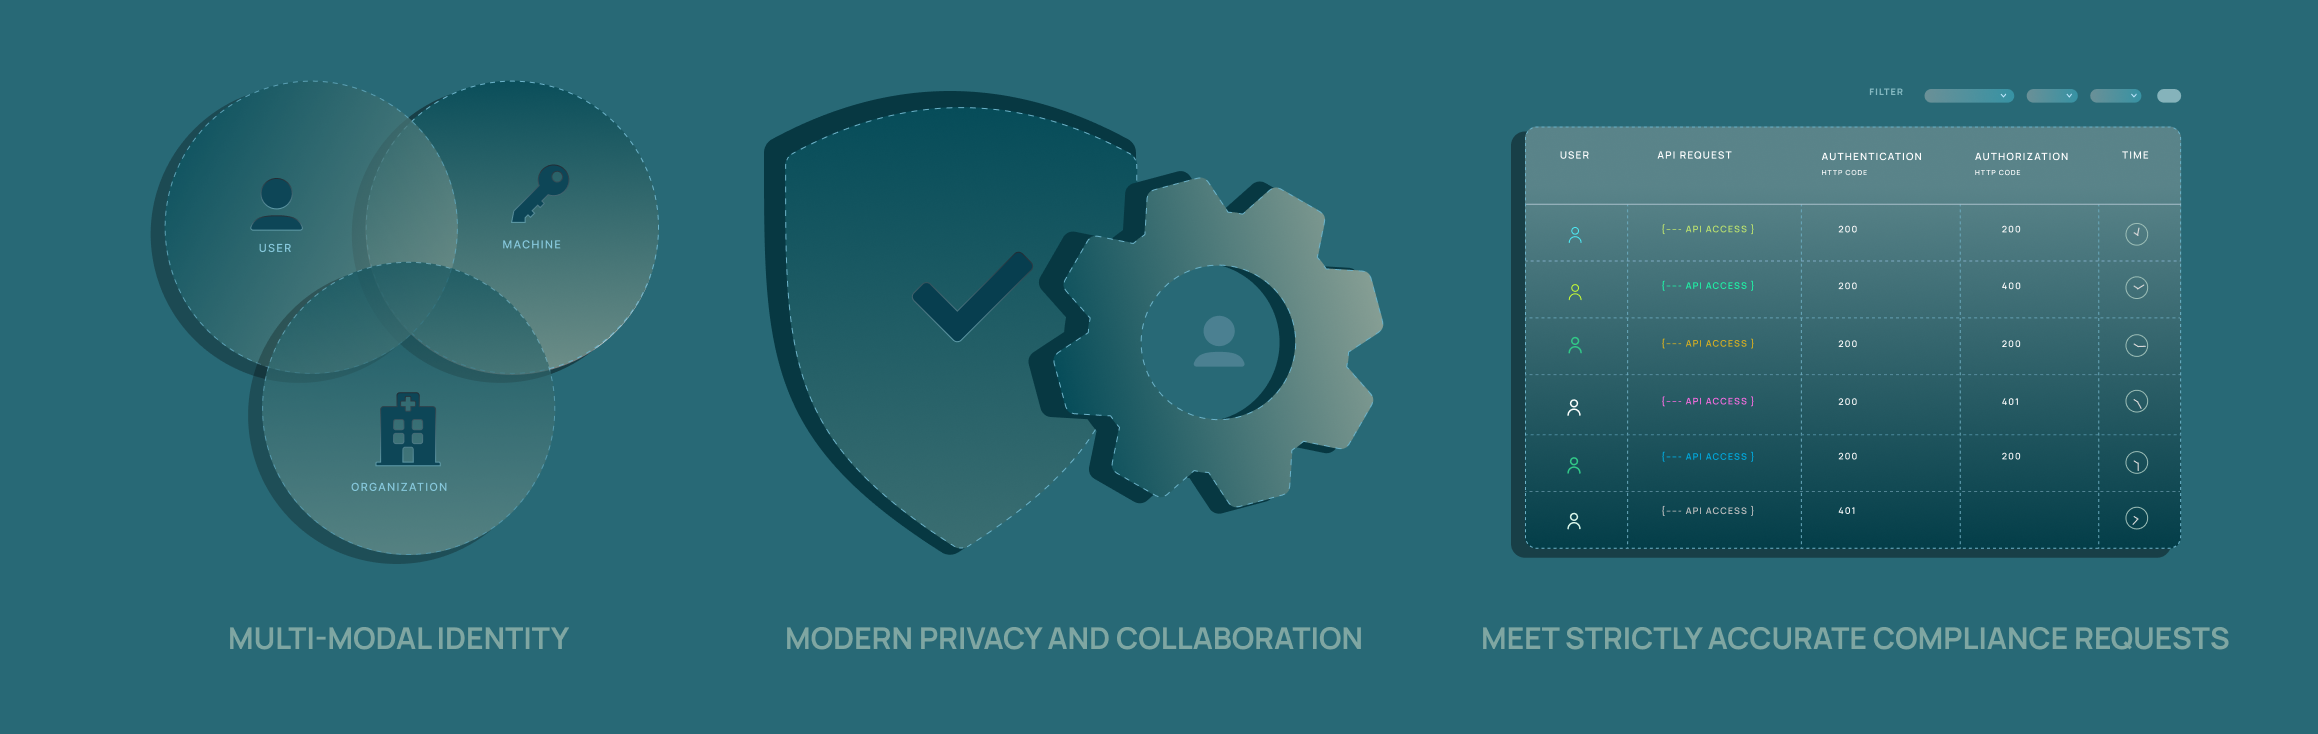 USER
MACHINE
ORGANIZATION
MULTI-MODAL IDENTITY
MODERN PRIVACY AND COLLABORATION
FILTER
USER API REQUEST AUTHENTICATION AUTHORIZATION TIME
HTTP CODE HTTP CODE
{--- API ACCESS } 200 200
{--- API ACCESS } 200 400
{--- API ACCESS } 200 200
{--- API ACCESS } 200 401
{--- API ACCESS } 200 200
{--- API ACCESS } 401
MEET STRICTLY ACCURATE COMPLIANCE REQUESTS